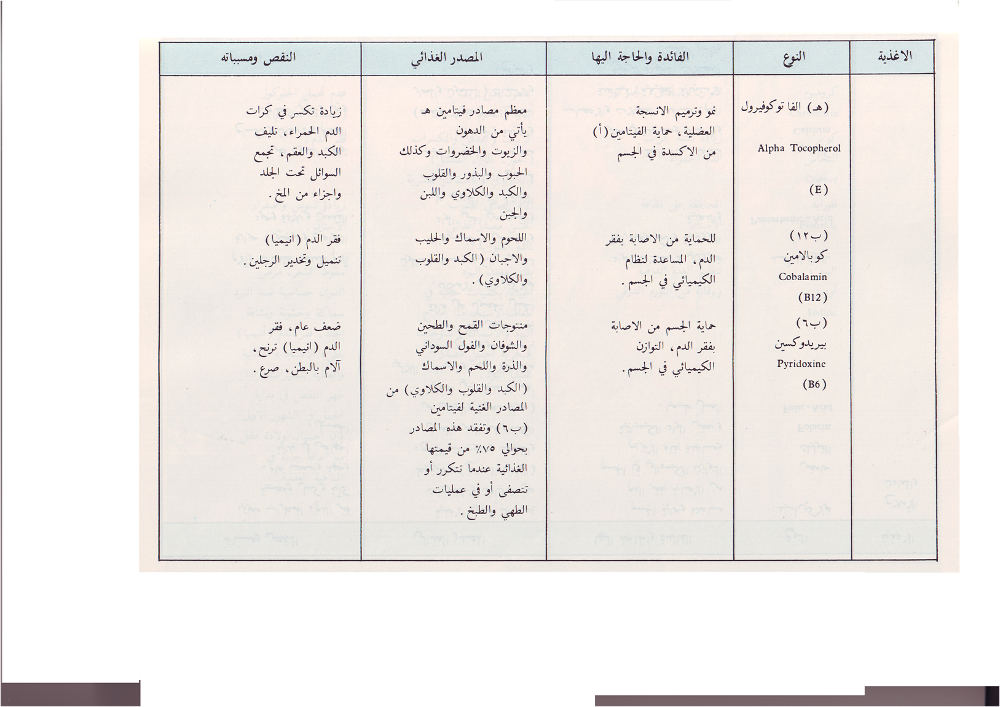 الاغذية
النوع
الفائدة والحاجة اليها
المصدر الغذائي
النقص ومسبباته
(هـ) الفا توكوفيرول
Alpha Tocopherol
(E)
نمو وترميم الانسجة
العضلية، حماية الفيتامين (أ)
من الاكسدة في الجسم
معظم مصادر فيتامين هـ
يأتي من الدهون
والزيوت والخضروات وكذلك
الحبوب والبذور والقلوب
والكبد والكلاوي واللبن
والجبن
زيادة تكسر في كرات
الدم الحمراء، تليف
الكبد والعقم، تجمع
السوائل تحت الجلد
واجزاء من المخ.
(ب١٢)
كوبالامين
Cobalamin
(B12)
للحماية من الاصابة بفقر
الدم، المساعدة لنظام
الكيميائي في الجسم.
اللحوم والاسماك والحليب
والاجبان (الكبد والقلوب
والكلاوي).
فقر الدم (انيميا)
تنميل وتخدير الرجلين.
(ب٦)
بيريدوكسين
Pyridoxine
(B6)
حماية الجسم من الاصابة
بفقر الدم، التوازن
الكيميائي في الجسم.
منتوجات القمح والطحين
والشوفان والفول السوداني
والذرة واللحم والاسماك
(الكبد والقلوب والكلاوي) من
المصادر الغنية لفيتامين
(ب٦) وتفقد هذه المصادر
بحوالي ٧٥٪ من قيمتها
الغذائية عندما تتكرر أو
تتصفى أو في عمليات
الطهي والطبخ.
ضعف عام، فقر
الدم (انيميا) ترنح،
آلام بالبطن، صرع.